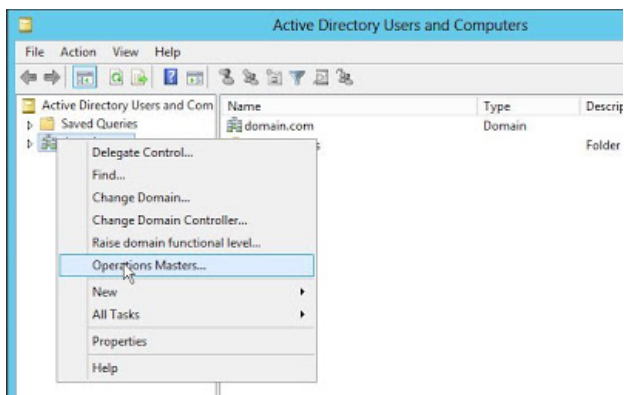 Active Directory Users and Computers
File Action View Help
Active Directory Users and Com
Name Type Descrip
Saved Queries
domain.com Domain
Folder
Delegate Control...
Find...
Change Domain...
Change Domain Controller...
Raise domain functional level...
Operations Masters...
New
All Tasks
Properties
Help